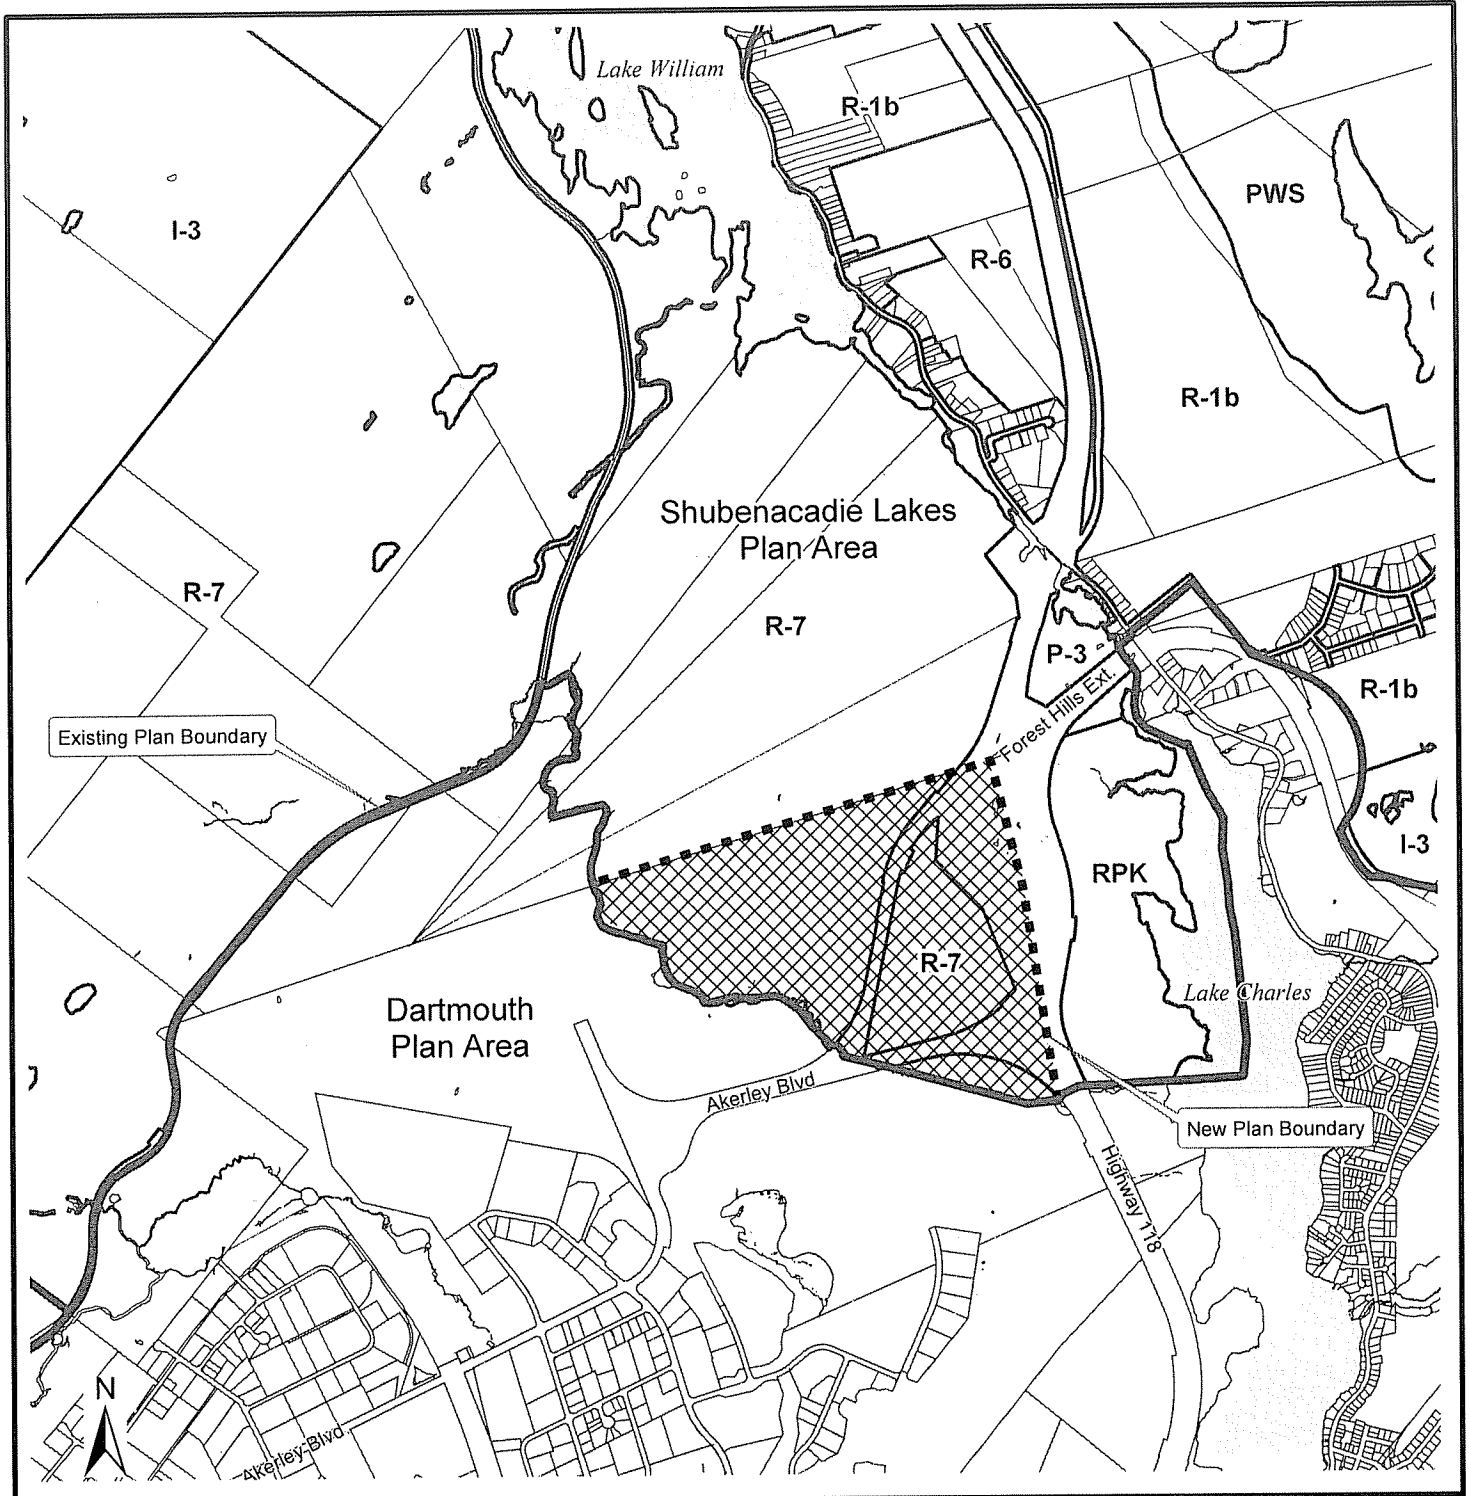 Lake William
R-1b
PWS
I-3
R-6
R-1b
Shubenacadie Lakes
Plan Area
R-7
R-7
P-3
Forest Hills Ext.
R-1b
Existing Plan Boundary
I-3
RPK
R-7
Lake Charles
Dartmouth
Plan Area
Akerley Blvd
New Plan Boundary
Highway 118
N
Akerley Blvd